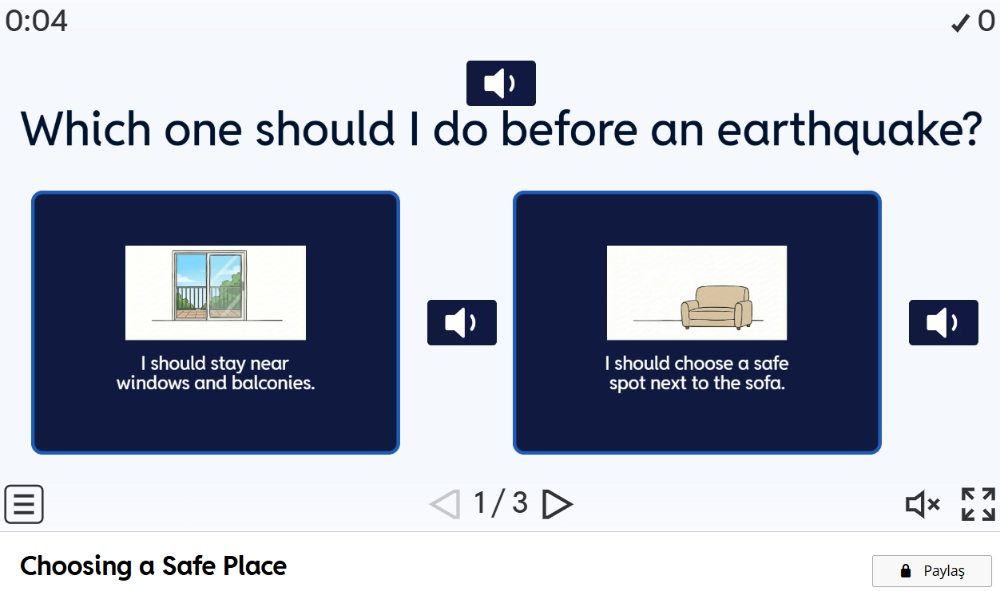 0:04
0
Which one should I do before an earthquake?
I should stay near
windows and balconies.
I should choose a safe
spot next to the sofa.
1 / 3
Choosing a Safe Place
Paylaş